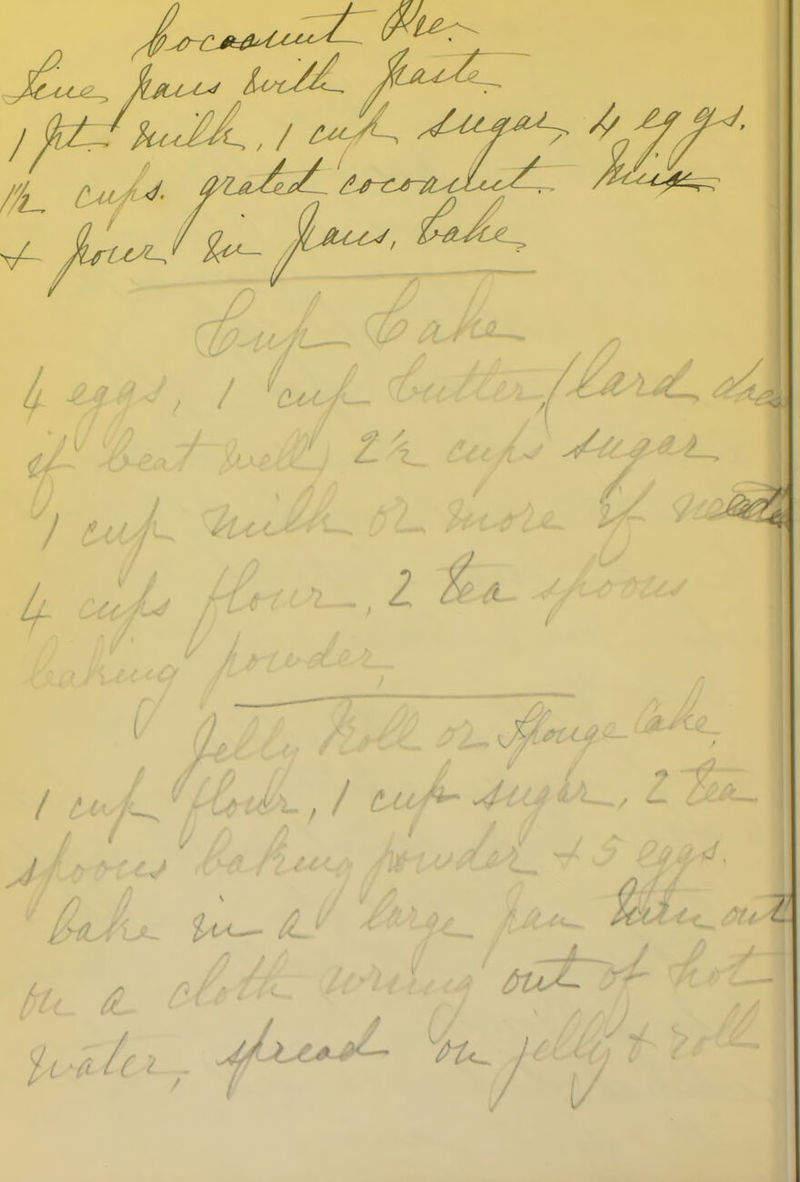 Cocoanut Pie.
Line pans with paste
1 pt milk, 1 cup sugar, 4 eggs.
1½ cups. grated cocoanut. Mix
& pour in pans, bake.
Cup Cake
4 eggs, 1 cup butter, (lard does
if beat well) 2½ cups sugar
1 cup milk or more if needed
4 cups flour, 2 tea spoons
baking powder,
Jelly Roll or Sponge Cake.
1 cup flour, 1 cup sugar, 2 tea
spoons baking powder + 5 eggs.
bake in a large pan turn out
on a cloth wrung out of hot
water, spread on jelly & roll